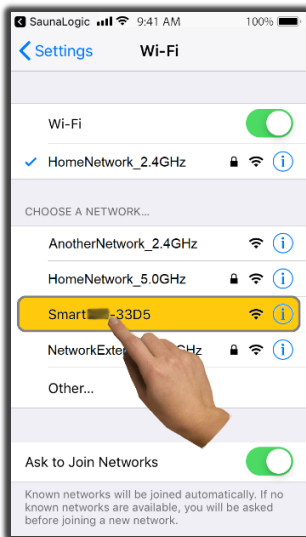 SaunaLogic 9:41 AM 100%
Settings Wi-Fi
Wi-Fi
HomeNetwork_2.4GHz
CHOOSE A NETWORK...
AnotherNetwork_2.4GHz
HomeNetwork_5.0GHz
Smart -33D5
Other...
Ask to Join Networks
Known networks will be joined automatically. If no
known networks are available, you will be asked
before joining a new network.